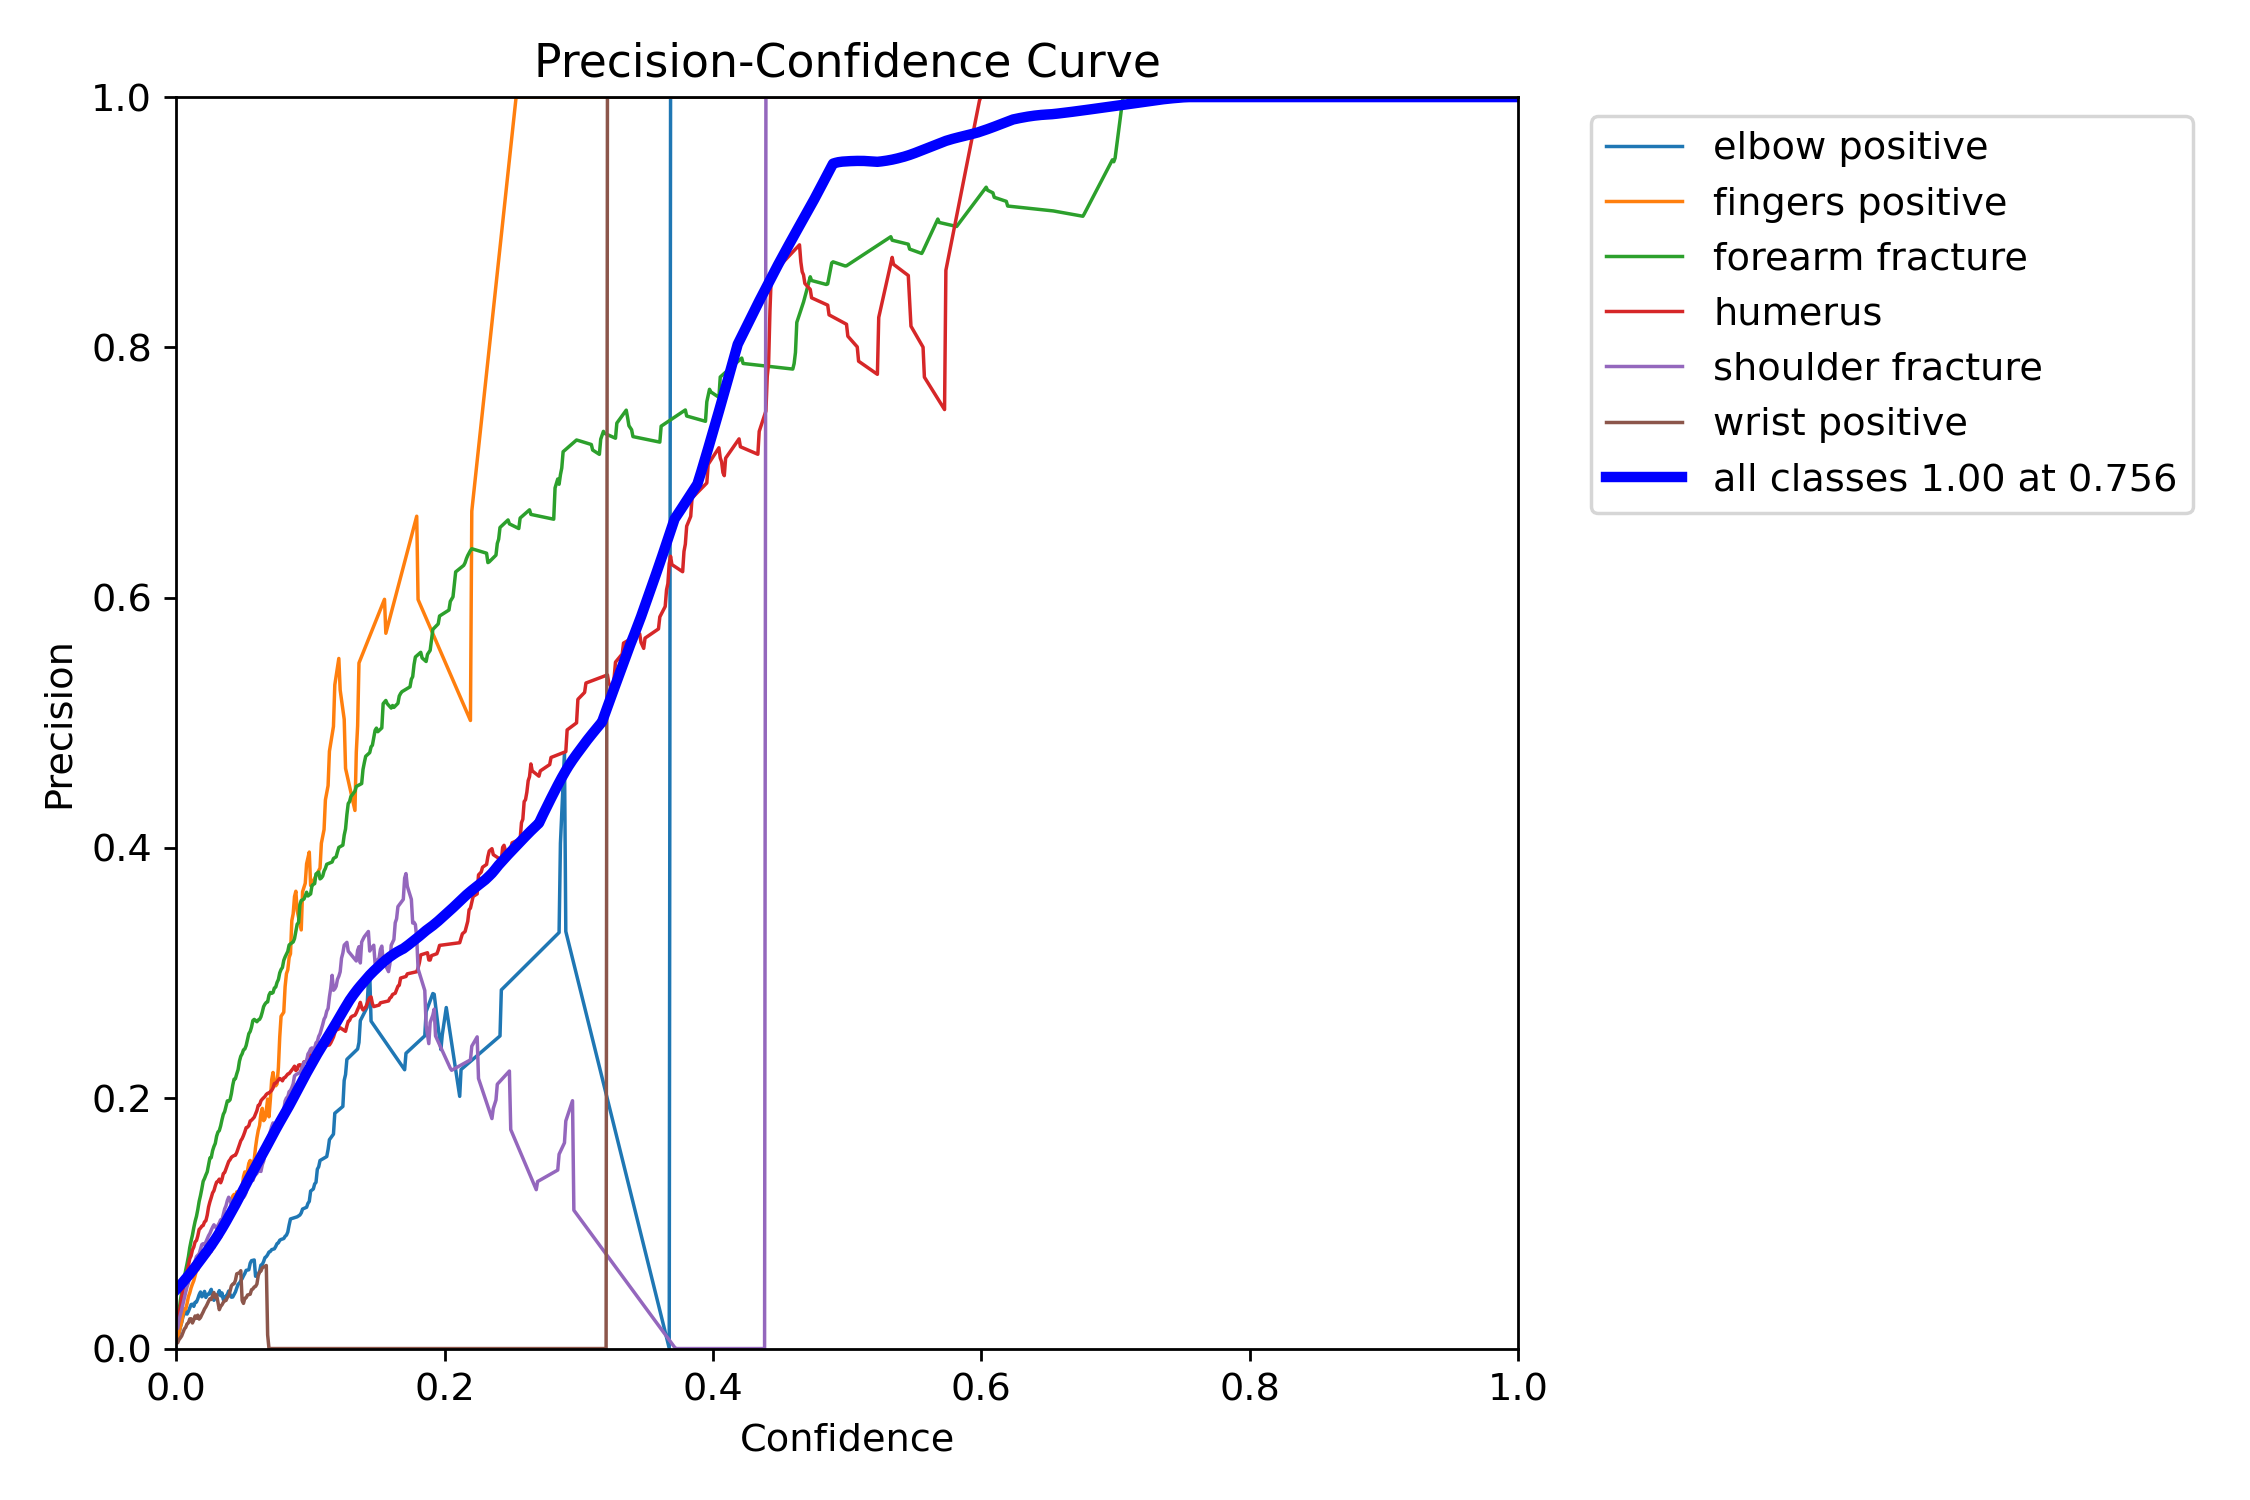 Precision-Confidence Curve
1.0
0.8
0.6
0.4
0.2
0.0
Precision
0.0 0.2 0.4 0.6 0.8 1.0
Confidence
elbow positive
fingers positive
forearm fracture
humerus
shoulder fracture
wrist positive
all classes 1.00 at 0.756